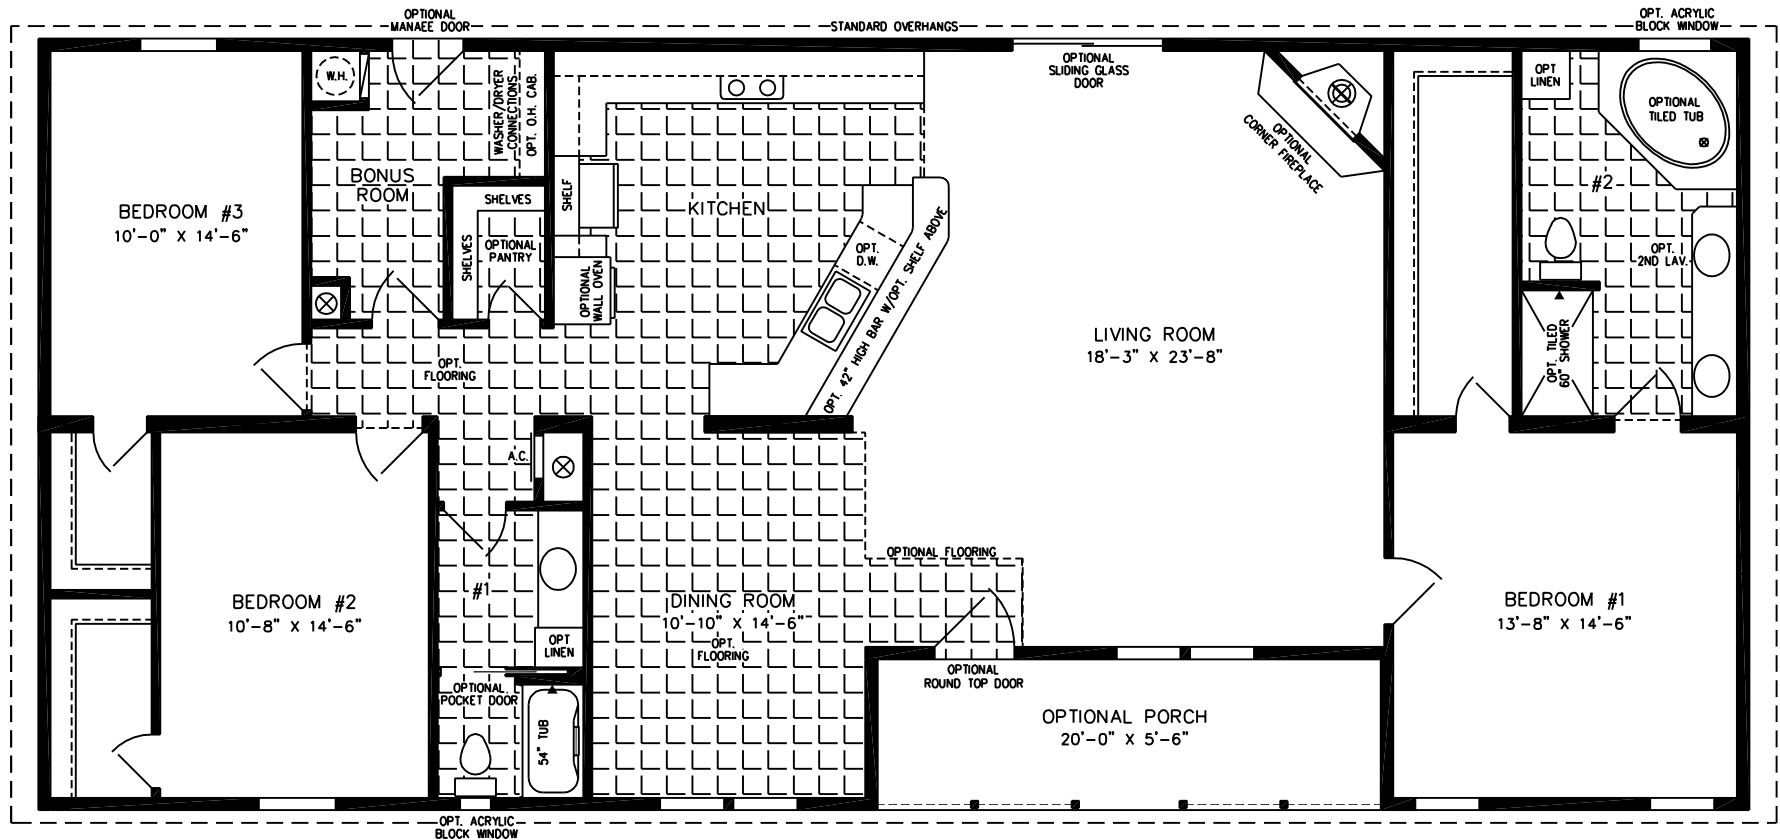 OPTIONAL
MANAEE DOOR
STANDARD OVERHANGS
OPT. ACRYLIC
BLOCK WINDOW
W.H.
WASHER/DRYER
CONNECTIONS
OPT. O.H. CAB.
OPTIONAL
SLIDING GLASS
DOOR
OPTIONAL
CORNER FIREPLACE
OPT
LINEN
OPTIONAL
TILED TUB
BEDROOM #3
10'-0" X 14'-6"
BONUS
ROOM
SHELVES
SHELVES
OPTIONAL
PANTRY
SHELF
OPTIONAL
WALL OVEN
KITCHEN
OPT.
D.W.
OPT. 42" HIGH BAR W/OPT. SHELF ABOVE
#2
OPT.
2ND LAV.
OPT. TILED
60" SHOWER
LIVING ROOM
18'-3" X 23'-8"
OPT.
FLOORING
A.C.
BEDROOM #2
10'-8" X 14'-6"
#1
OPT
LINEN
OPTIONAL
POCKET DOOR
54" TUB
DINING ROOM
10'-10" X 14'-6"
OPT.
FLOORING
OPTIONAL FLOORING
OPTIONAL
ROUND TOP DOOR
OPTIONAL PORCH
20'-0" X 5'-6"
BEDROOM #1
13'-8" X 14'-6"
OPT. ACRYLIC
BLOCK WINDOW